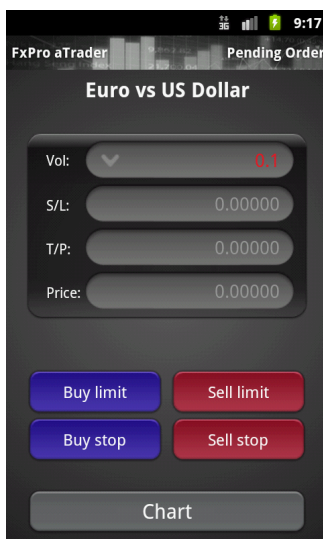 3G 9:17
FxPro aTrader Pending Order
Euro vs US Dollar
Vol: 0.1
S/L: 0.00000
T/P: 0.00000
Price: 0.00000
Buy limit Sell limit
Buy stop Sell stop
Chart